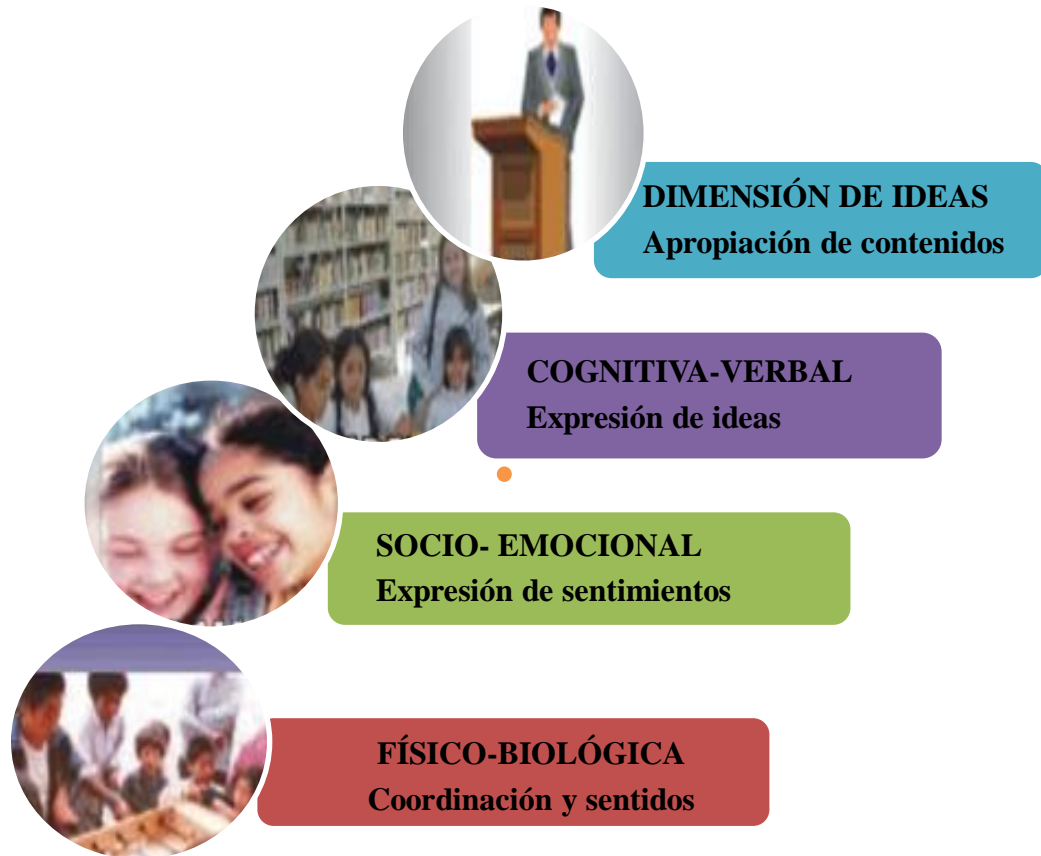 DIMENSIÓN DE IDEAS
Apropiación de contenidos
COGNITIVA-VERBAL
Expresión de ideas
SOCIO- EMOCIONAL
Expresión de sentimientos
FÍSICO-BIOLÓGICA
Coordinación y sentidos